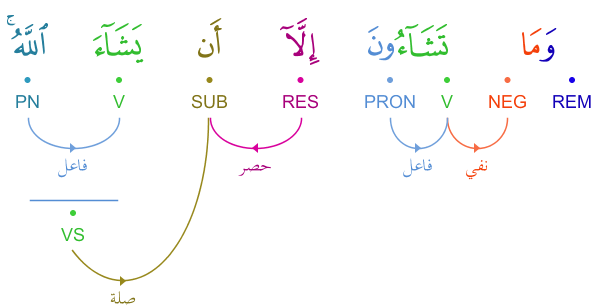 وَمَا تَشَآءُونَ إِلَّآ أَن يَشَآءَ ٱللَّهُ ۚ
REM NEG V PRON RES SUB V PN
نفي فاعل حصر فاعل
VS
صلة